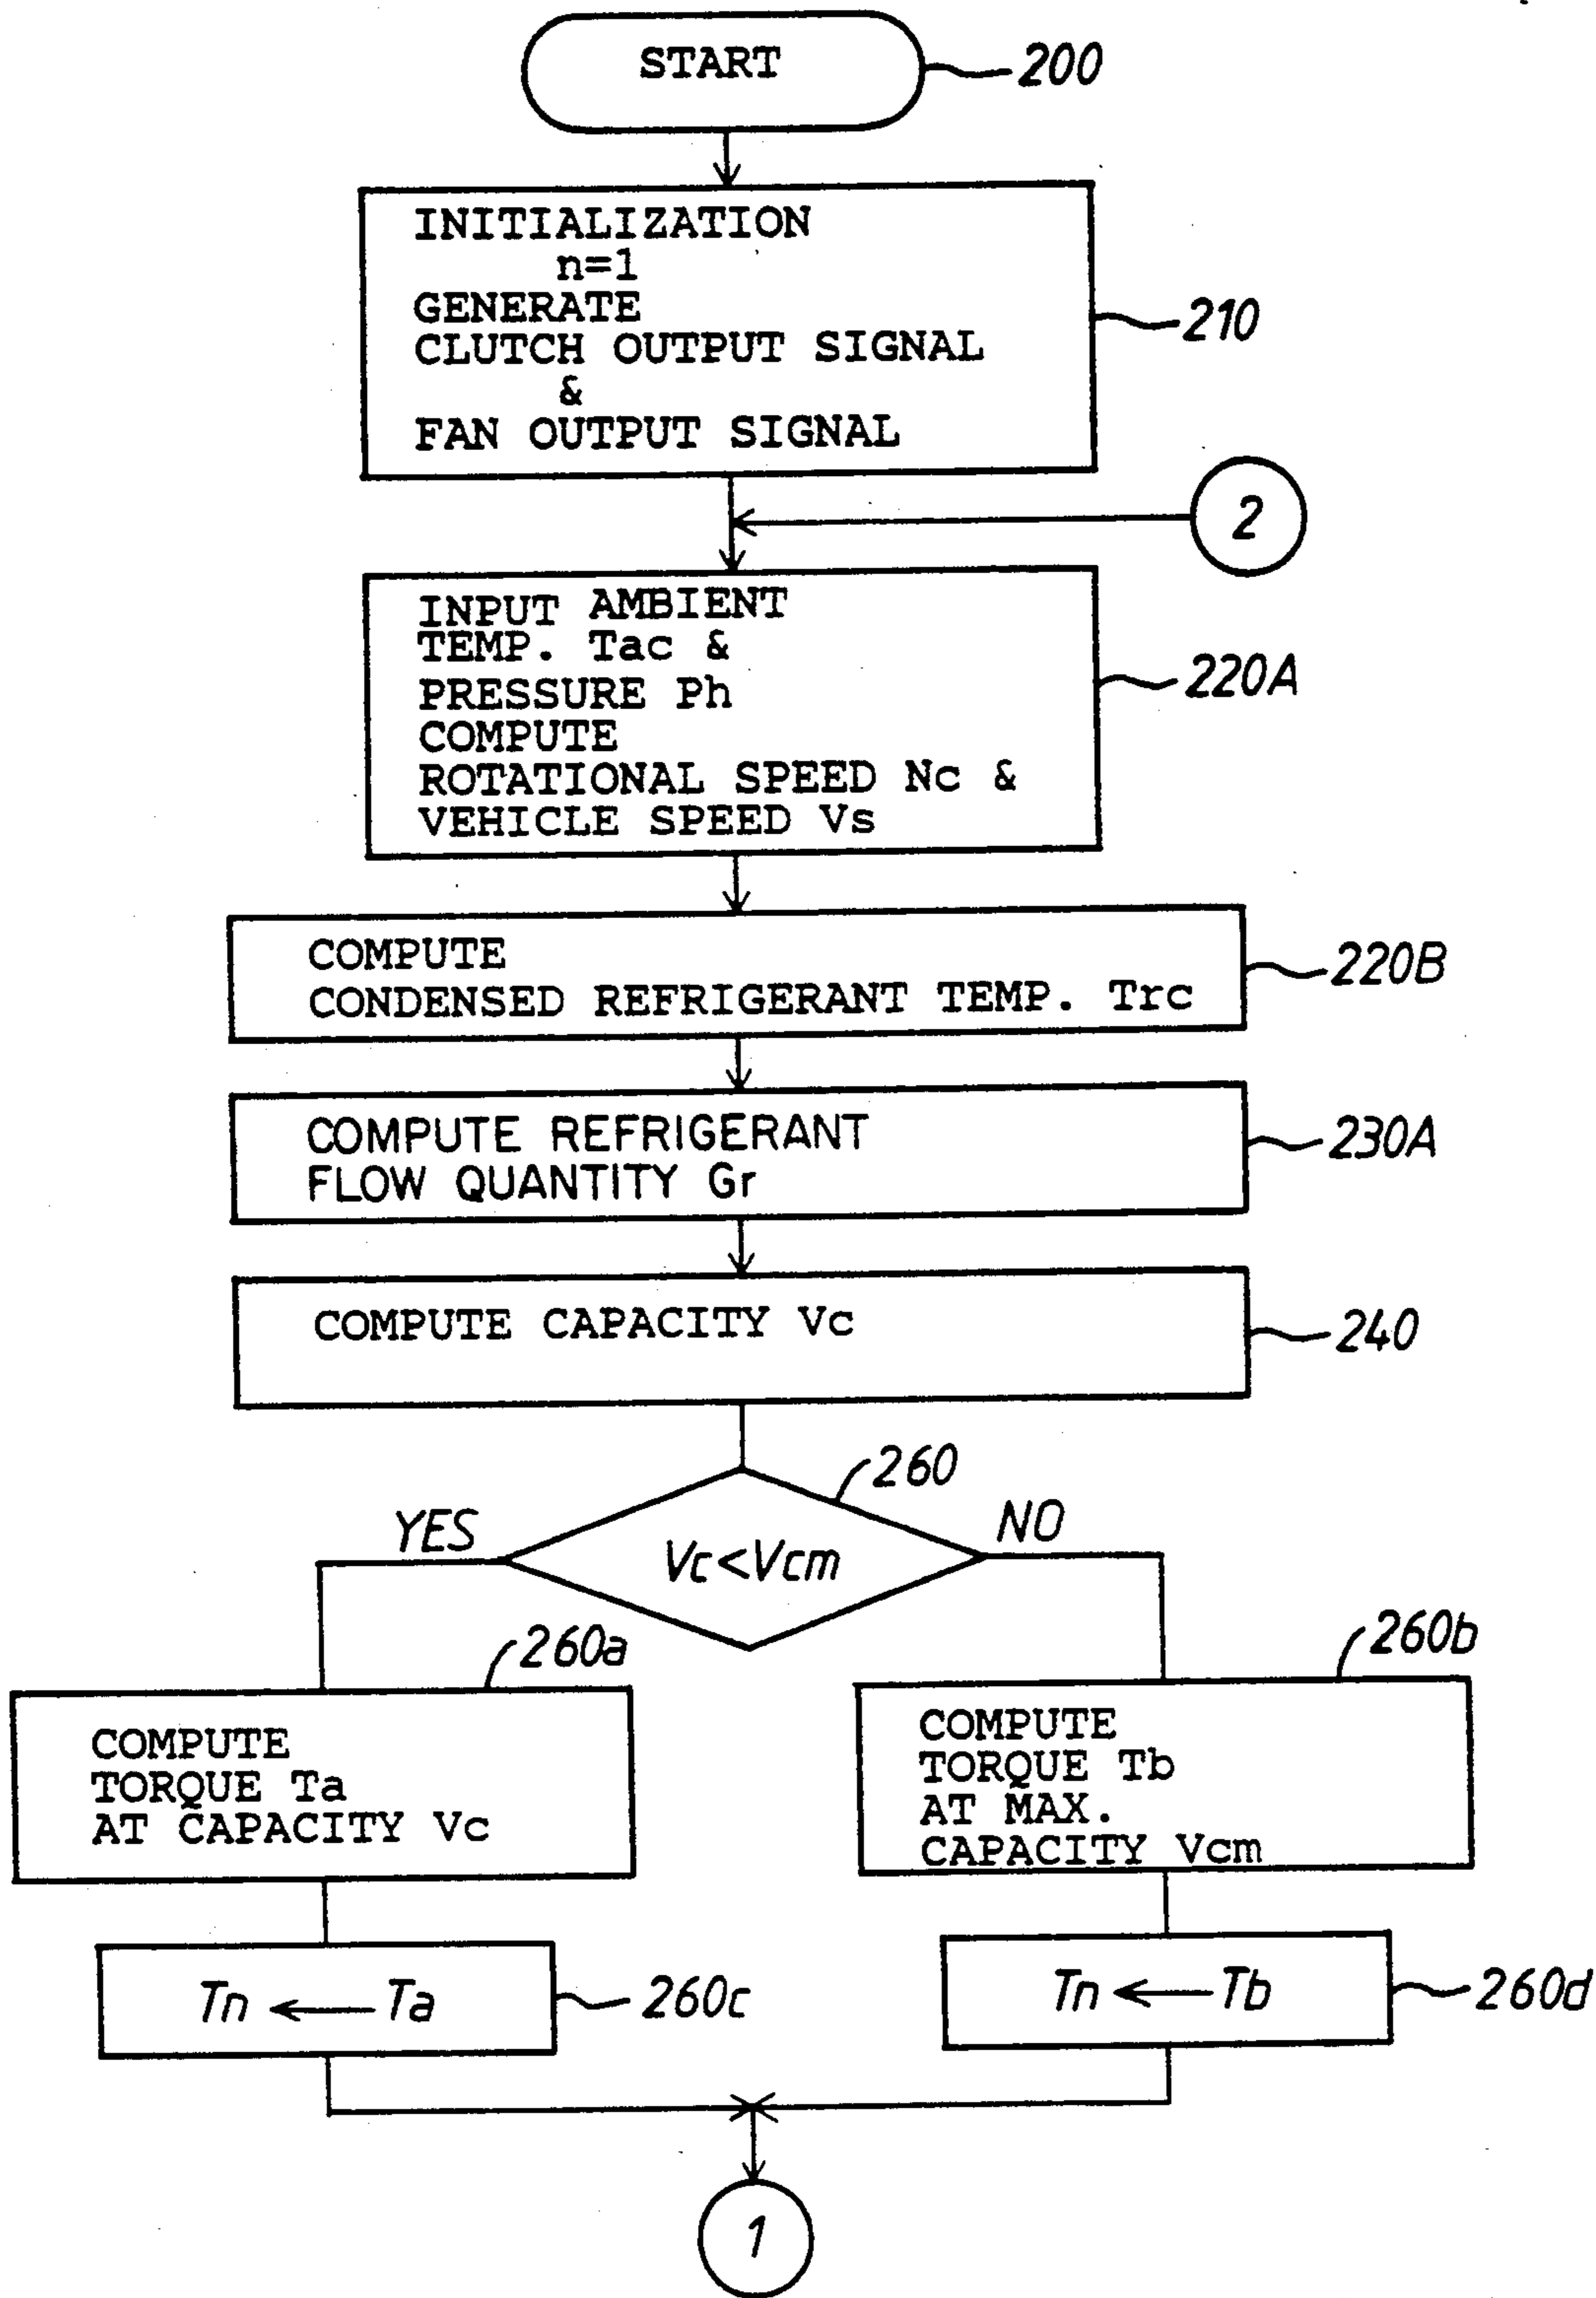 START
200
INITIALIZATION
n=1
GENERATE
CLUTCH OUTPUT SIGNAL
&
FAN OUTPUT SIGNAL
210
2
INPUT AMBIENT
TEMP. Tac &
PRESSURE Ph
COMPUTE
ROTATIONAL SPEED Nc &
VEHICLE SPEED Vs
220A
COMPUTE
CONDENSED REFRIGERANT TEMP. Trc
220B
COMPUTE REFRIGERANT
FLOW QUANTITY Gr
230A
COMPUTE CAPACITY Vc
240
260
YES
Vc<Vcm
NO
260a
COMPUTE
TORQUE Ta
AT CAPACITY Vc
260b
COMPUTE
TORQUE Tb
AT MAX.
CAPACITY Vcm
Tn ← Ta
260c
Tn ← Tb
260d
1